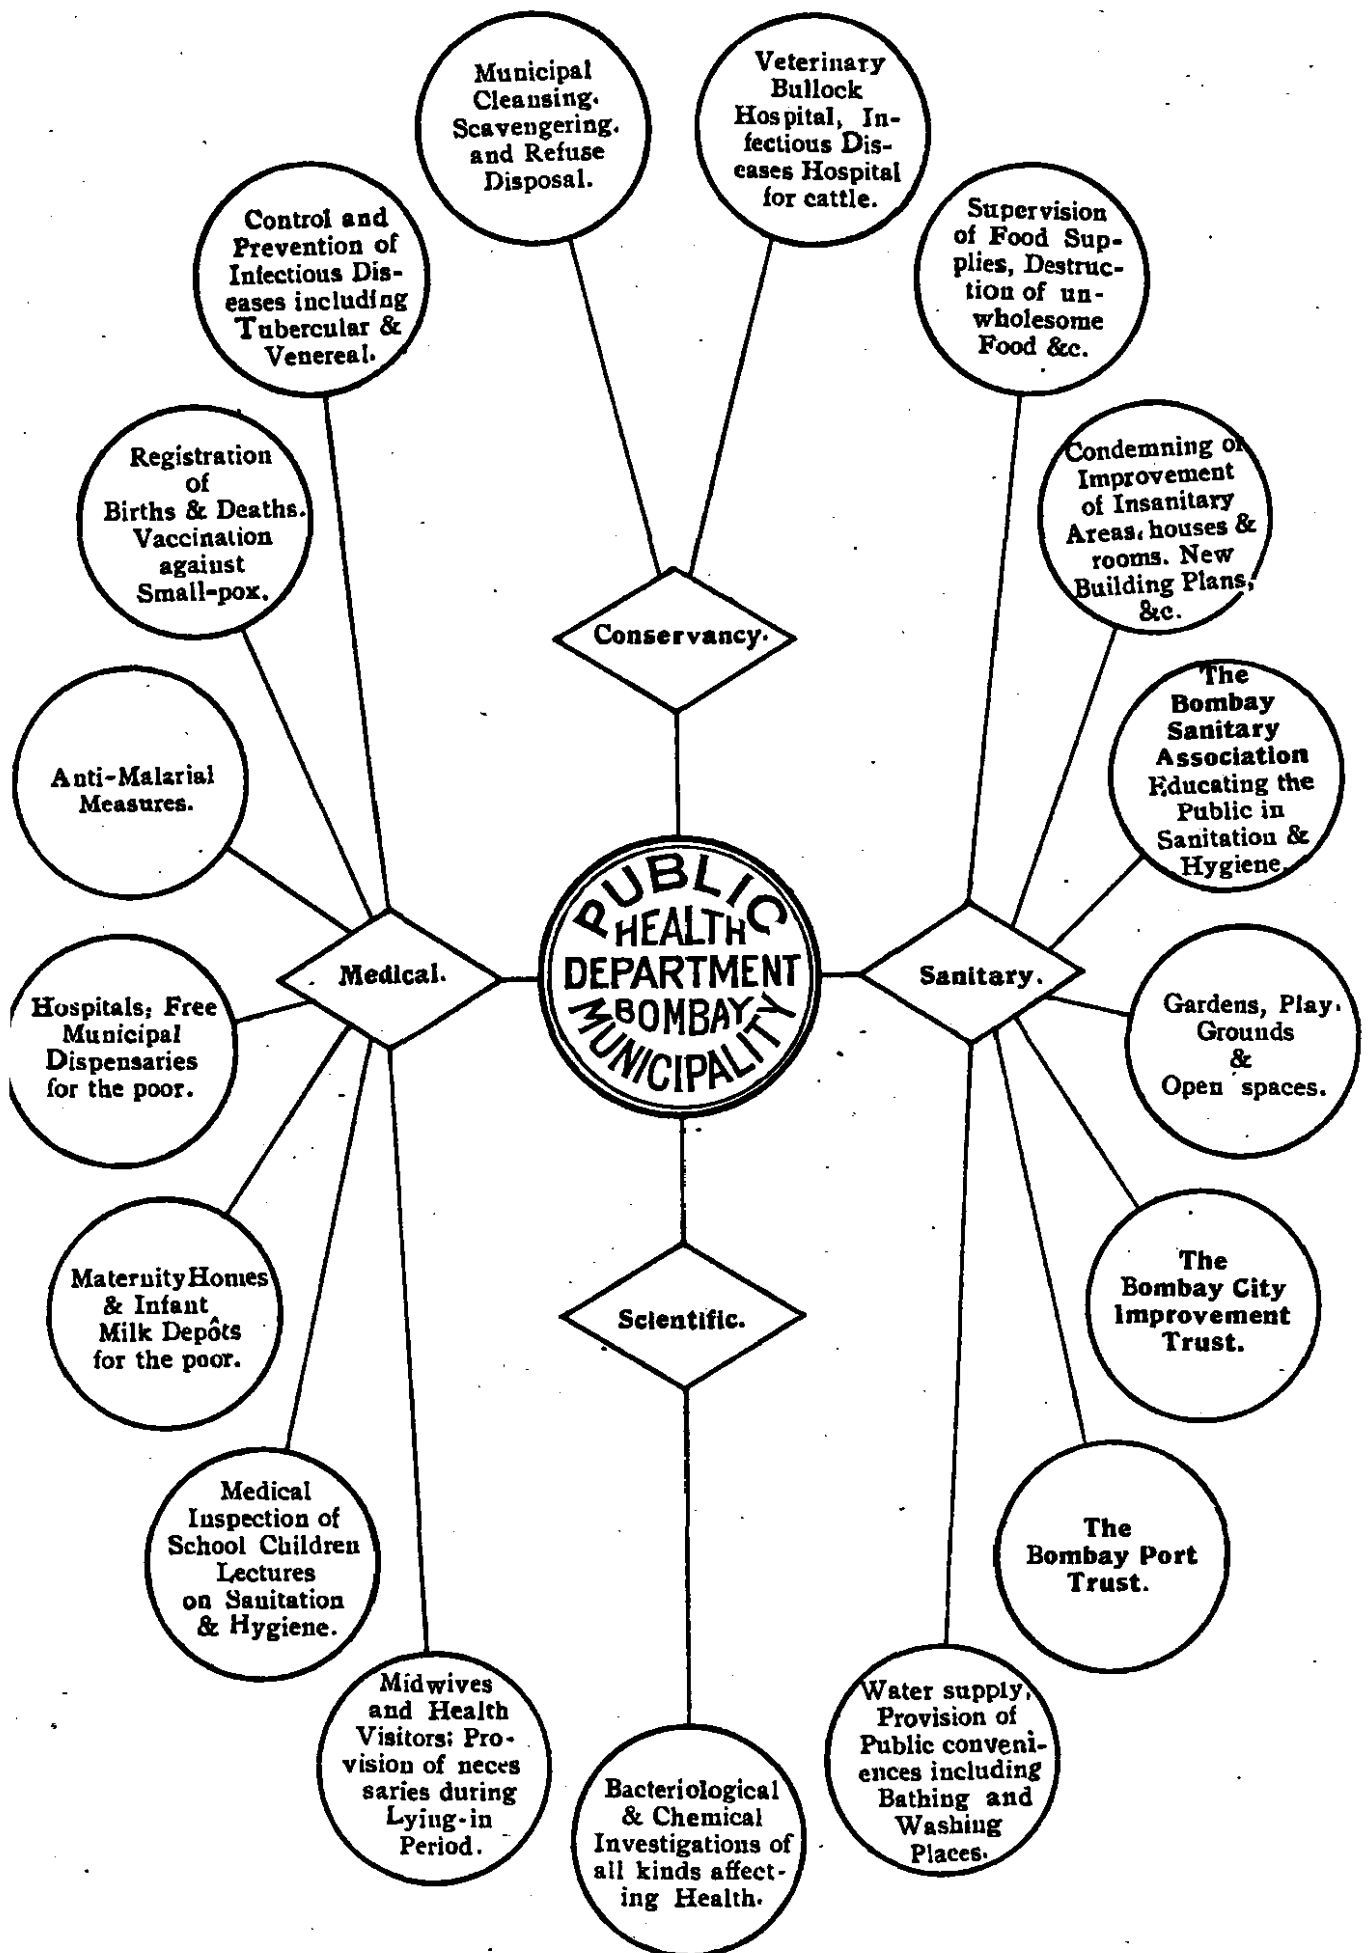 Municipal
Cleansing.
Scavengering.
and Refuse
Disposal.
Veterinary
Bullock
Hospital, In-
fectious Dis-
eases Hospital
for cattle.
Control and
Prevention of
Infectious Dis-
eases including
Tubercular &
Venereal.
Supervision
of Food Sup-
plies, Destruc-
tion of un-
wholesome
Food &c.
Registration
of
Births & Deaths.
Vaccination
against
Small-pox.
Condemning or
Improvement
of Insanitary
Areas, houses &
rooms. New
Building Plans,
&c.
Conservancy.
Anti-Malarial
Measures.
The
Bombay
Sanitary
Association
Educating the
Public in
Sanitation &
Hygiene.
Medical.
PUBLIC
HEALTH
DEPARTMENT
BOMBAY
MUNICIPALITY
Sanitary.
Hospitals; Free
Municipal
Dispensaries
for the poor.
Gardens, Play-
Grounds
&
Open spaces.
Maternity Homes
& Infant
Milk Depôts
for the poor.
Scientific.
The
Bombay City
Improvement
Trust.
Medical
Inspection of
School Children
Lectures
on Sanitation
& Hygiene.
The
Bombay Port
Trust.
Midwives
and Health
Visitors; Pro-
vision of neces
saries during
Lying-in
Period.
Bacteriological
& Chemical
Investigations of
all kinds affect-
ing Health.
Water supply,
Provision of
Public conveni-
ences including
Bathing and
Washing
Places.